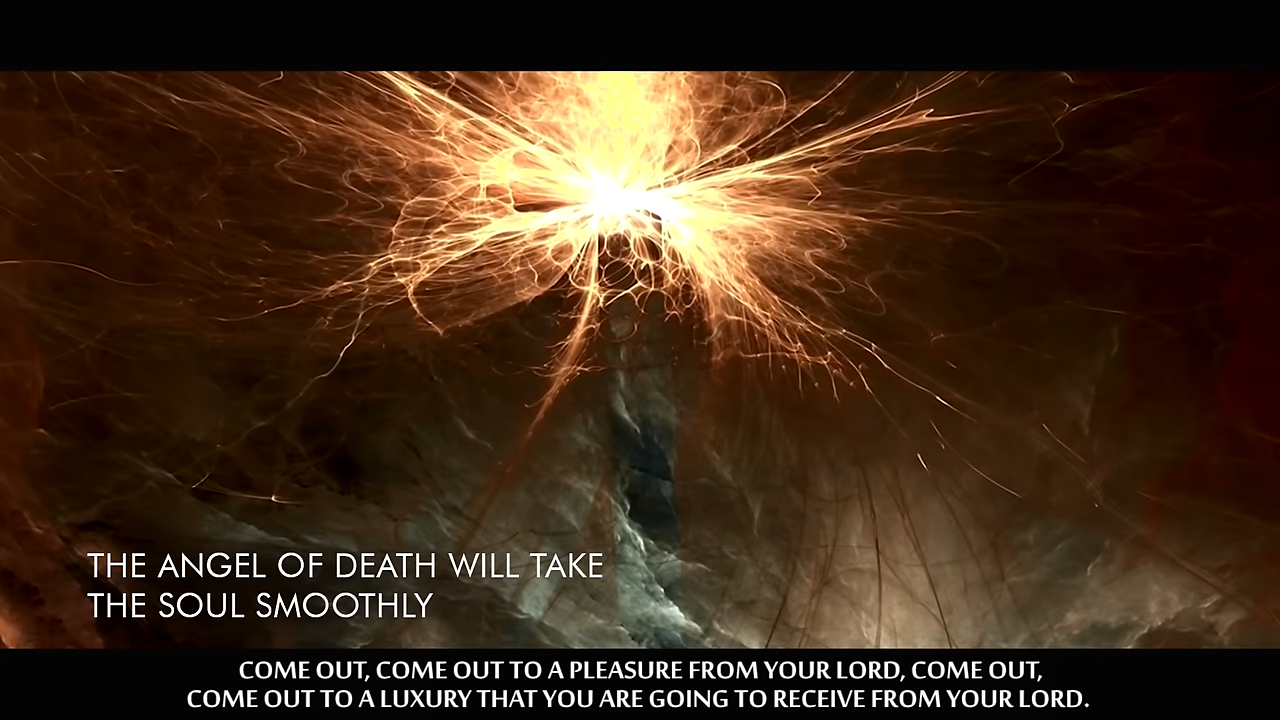 THE ANGEL OF DEATH WILL TAKE
THE SOUL SMOOTHLY
COME OUT, COME OUT TO A PLEASURE FROM YOUR LORD, COME OUT,
COME OUT TO A LUXURY THAT YOU ARE GOING TO RECEIVE FROM YOUR LORD.